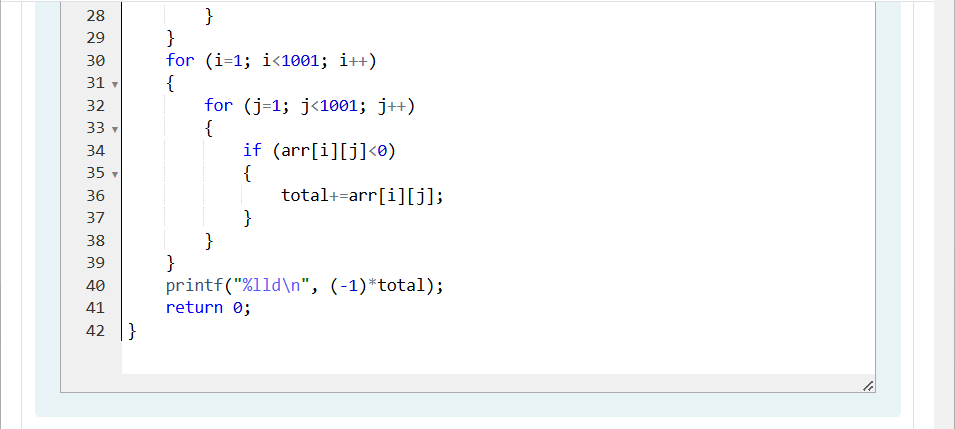 28 }
29 }
30 for (i=1; i<1001; i++)
31 {
32 for (j=1; j<1001; j++)
33 {
34 if (arr[i][j]<0)
35 {
36 total+=arr[i][j];
37 }
38 }
39 }
40 printf("%lld\n", (-1)*total);
41 return 0;
42 }